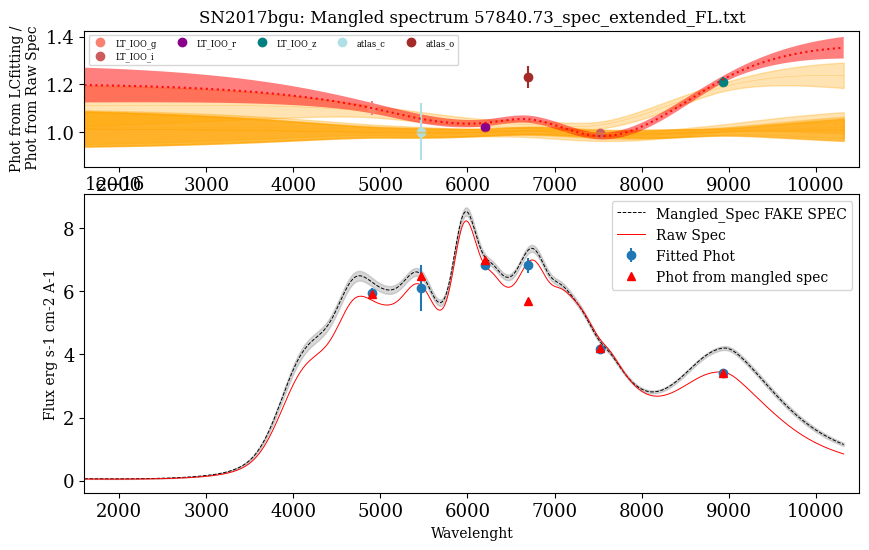 SN2017bgu: Mangled spectrum 57840.73_spec_extended_FL.txt
Phot from LCfitting /
Phot from Raw Spec
1.4
1.2
1.0
LT_IOO_g LT_IOO_r LT_IOO_z atlas_c atlas_o
LT_IOO_i
2000 3000 4000 5000 6000 7000 8000 9000 10000
1e−16
Flux erg s-1 cm-2 A-1
8
6
4
2
0
Mangled_Spec FAKE SPEC
Raw Spec
Fitted Phot
Phot from mangled spec
2000 3000 4000 5000 6000 7000 8000 9000 10000
Wavelenght